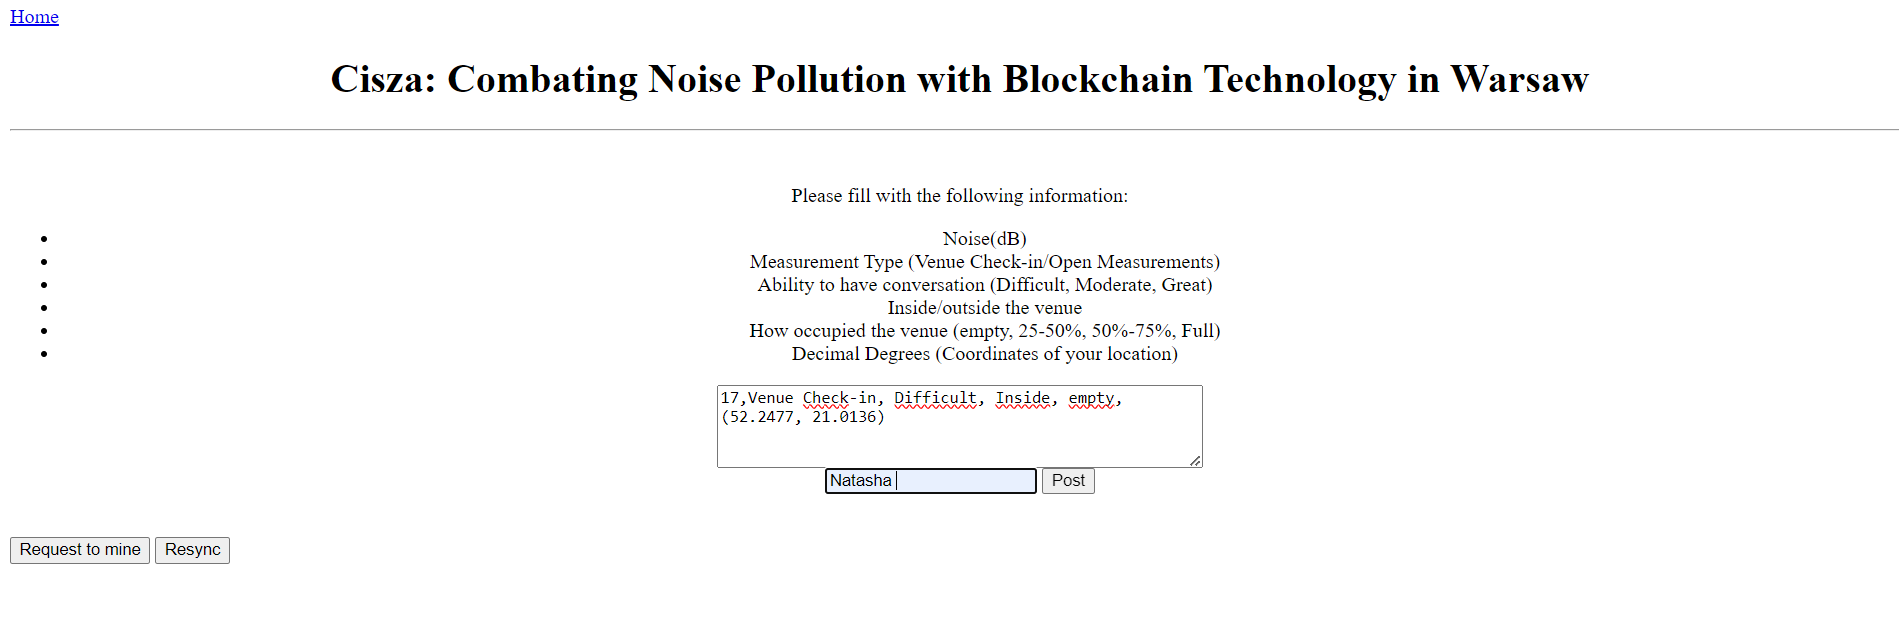 Home
Cisza: Combating Noise Pollution with Blockchain Technology in Warsaw
Please fill with the following information:
Noise(dB)
Measurement Type (Venue Check-in/Open Measurements)
Ability to have conversation (Difficult, Moderate, Great)
Inside/outside the venue
How occupied the venue (empty, 25-50%, 50%-75%, Full)
Decimal Degrees (Coordinates of your location)
17,Venue Check-in, Difficult, Inside, empty,
(52.2477, 21.0136)
Natasha Post
Request to mine Resync